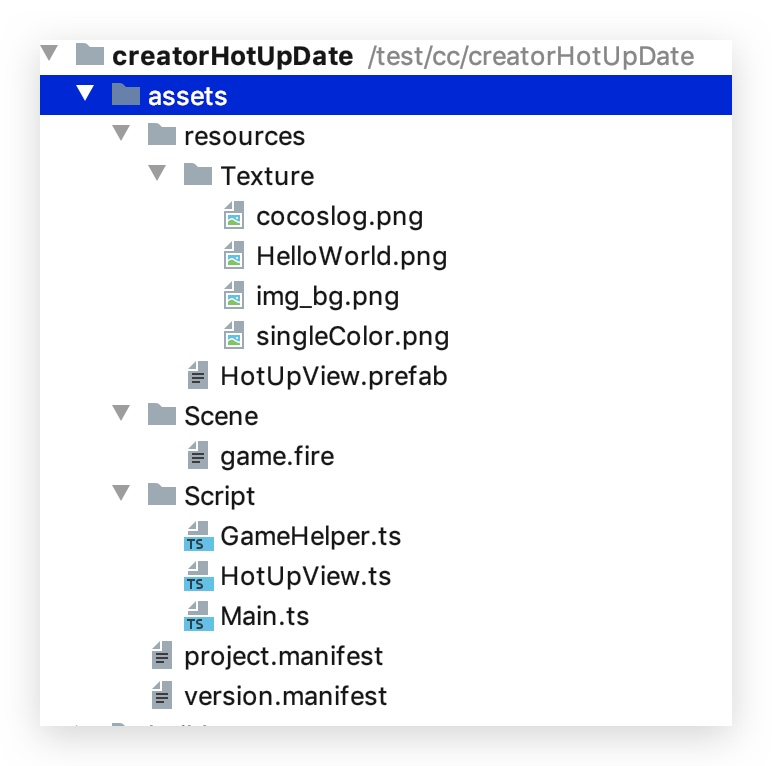 creatorHotUpDate /test/cc/creatorHotUpDate
assets
resources
Texture
cocoslog.png
HelloWorld.png
img_bg.png
singleColor.png
HotUpView.prefab
Scene
game.fire
Script
TS GameHelper.ts
TS HotUpView.ts
TS Main.ts
project.manifest
version.manifest